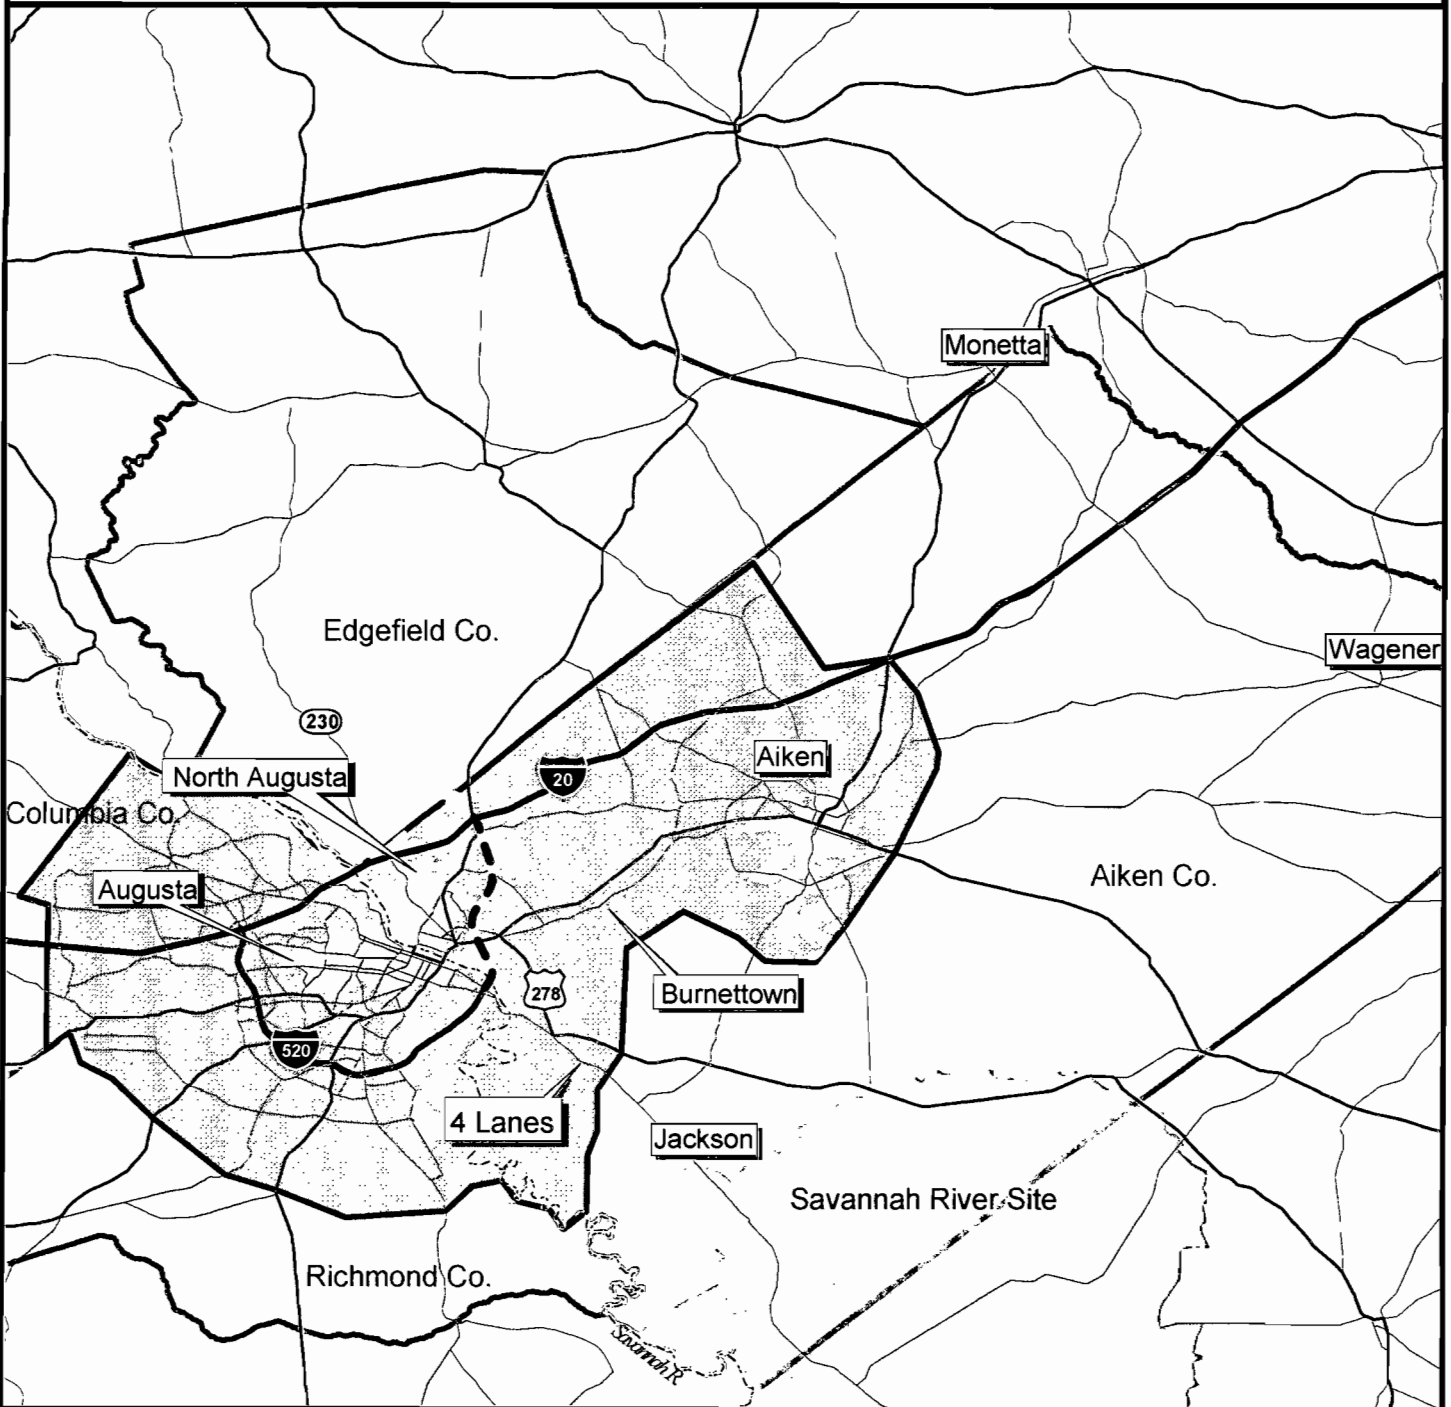 Monetta
Edgefield Co.
Wagener
230
North Augusta
20
Aiken
Columbia Co.
Augusta
Aiken Co.
278
Burnettown
520
4 Lanes
Jackson
Savannah River Site
Richmond Co.
Savannah R